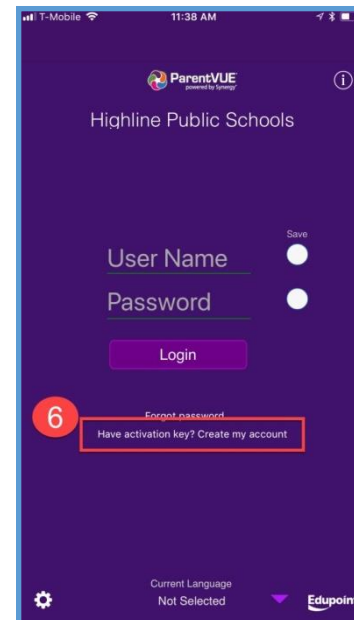 T-Mobile 11:38 AM
ParentVUE
powered by Synergy
i
Highline Public Schools
Save
User Name
Password
Login
Forgot password
6
Have activation key? Create my account
Current Language
Not Selected
Edupoint